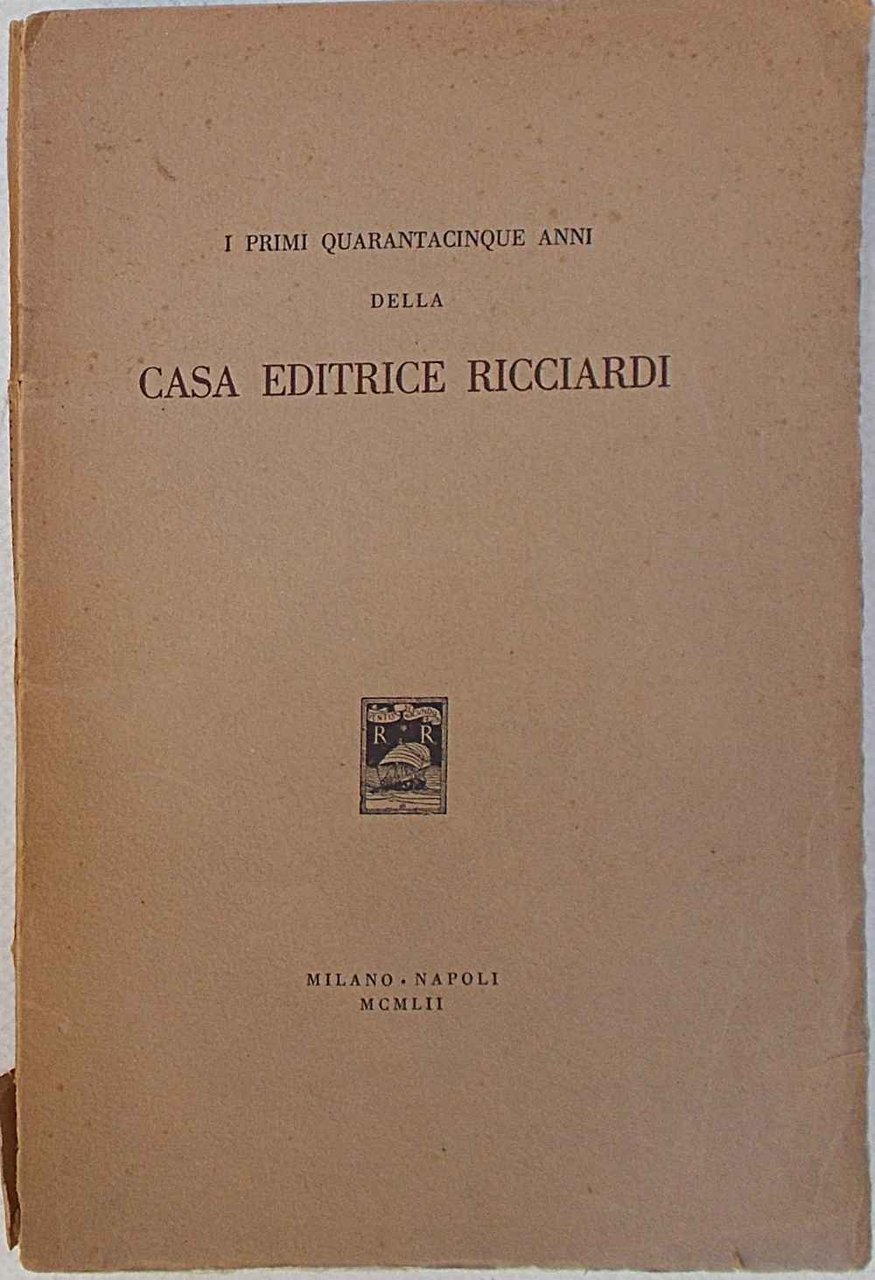 I PRIMI QUARANTACINQUE ANNI
DELLA
CASA EDITRICE RICCIARDI
R R
MILANO • NAPOLI
MCMLII